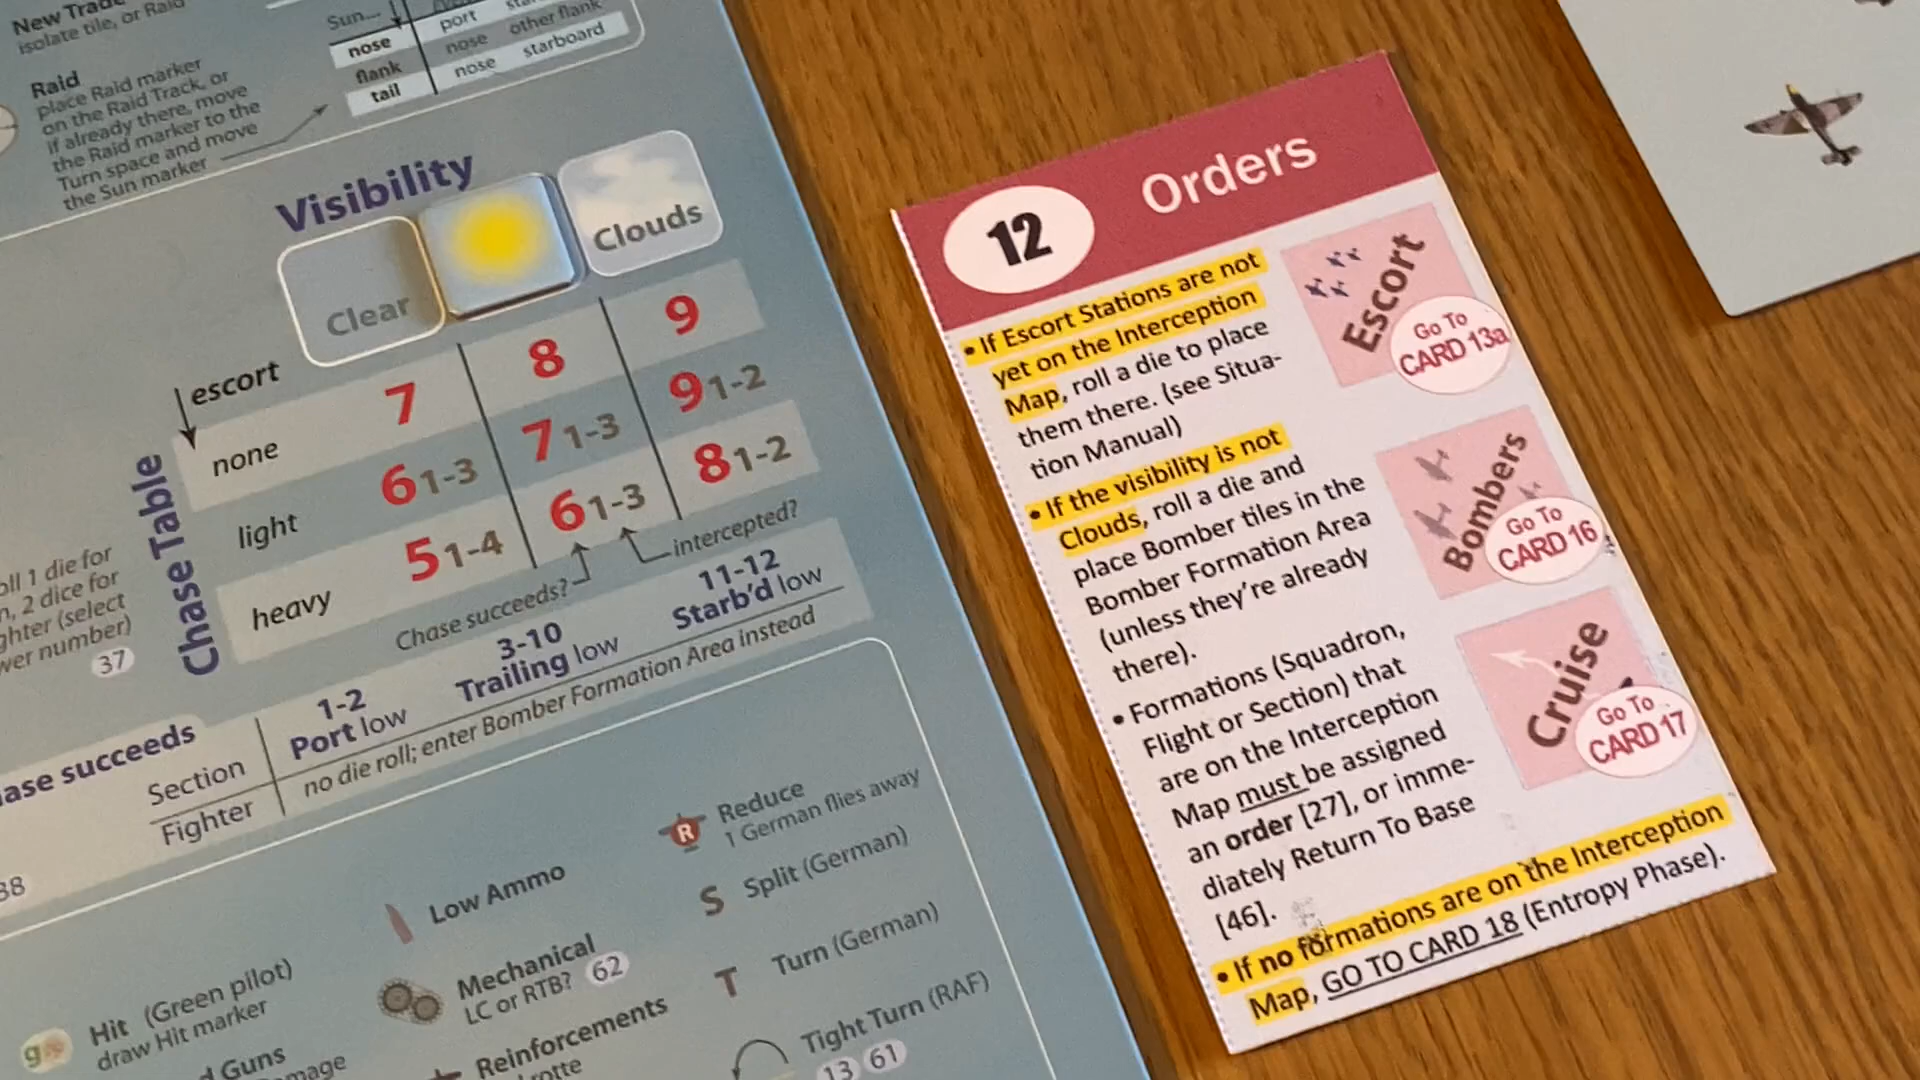 New Trade
isolate tile, or Raid
Raid
place Raid marker
on the Raid Track, or
if already there, move
the Raid marker to the
Turn space and move
the Sun marker
Sun...
port
nose
nose other flank
flank
nose starboard
tail
Visibility
Clear
Clouds
escort
none 7 8 9
light 6 1-3 7 1-3 9 1-2
heavy 5 1-4 6 1-3 8 1-2
Chase Table
Chase succeeds?
intercepted?
roll 1 die for
2 dice for
(select
number)
37
succeeds
Section
Fighter
1-2
Port low
3-10
Trailing low
11-12
Starb'd low
no die roll; enter Bomber Formation Area instead
38
Low Ammo
R Reduce
1 German flies away
S Split (German)
Mechanical
LC or RTB? 62
T Turn (German)
Hit (Green pilot)
draw Hit marker
Guns
Reinforcements
Tight Turn (RAF)
13 61
12 Orders
• If Escort Stations are not
yet on the Interception
Map, roll a die to place
them there. (see Situa-
tion Manual)
• If the visibility is not
Clouds, roll a die and
place Bomber tiles in the
Bomber Formation Area
(unless they're already
there).
• Formations (Squadron,
Flight or Section) that
are on the Interception
Map must be assigned
an order [27], or imme-
diately Return To Base
[46].
• If no formations are on the Interception
Map, GO TO CARD 18 (Entropy Phase).
Escort
Go To
CARD 13a
Bombers
Go To
CARD 16
Cruise
Go To
CARD 17